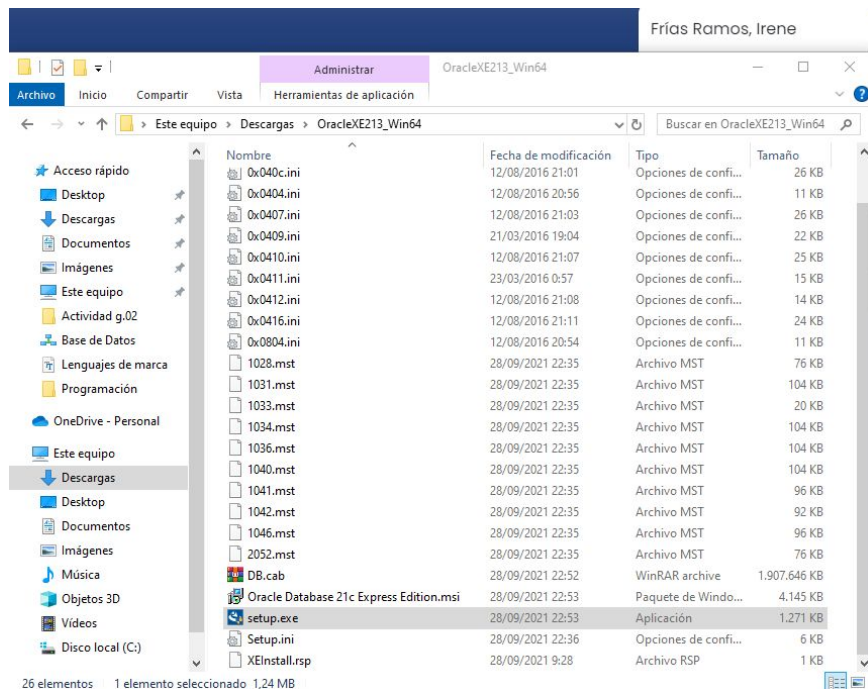 Frías Ramos, Irene
Administrar
OracleXE213_Win64
Archivo Inicio Compartir Vista Herramientas de aplicación
Este equipo > Descargas > OracleXE213_Win64
Buscar en OracleXE213_Win64
Acceso rápido
Desktop
Descargas
Documentos
Imágenes
Este equipo
Actividad g.02
Base de Datos
Lenguajes de marca
Programación
OneDrive - Personal
Este equipo
Descargas
Desktop
Documentos
Imágenes
Música
Objetos 3D
Vídeos
Disco local (C:)
Nombre Fecha de modificación Tipo Tamaño
0x040c.ini 12/08/2016 21:01 Opciones de confi... 26 KB
0x0404.ini 12/08/2016 20:56 Opciones de confi... 11 KB
0x0407.ini 12/08/2016 21:03 Opciones de confi... 26 KB
0x0409.ini 21/03/2016 19:04 Opciones de confi... 22 KB
0x0410.ini 12/08/2016 21:07 Opciones de confi... 25 KB
0x0411.ini 23/03/2016 0:57 Opciones de confi... 15 KB
0x0412.ini 12/08/2016 21:08 Opciones de confi... 14 KB
0x0416.ini 12/08/2016 21:11 Opciones de confi... 24 KB
0x0804.ini 12/08/2016 20:54 Opciones de confi... 11 KB
1028.mst 28/09/2021 22:35 Archivo MST 76 KB
1031.mst 28/09/2021 22:35 Archivo MST 104 KB
1033.mst 28/09/2021 22:35 Archivo MST 20 KB
1034.mst 28/09/2021 22:35 Archivo MST 104 KB
1036.mst 28/09/2021 22:35 Archivo MST 104 KB
1040.mst 28/09/2021 22:35 Archivo MST 104 KB
1041.mst 28/09/2021 22:35 Archivo MST 96 KB
1042.mst 28/09/2021 22:35 Archivo MST 92 KB
1046.mst 28/09/2021 22:35 Archivo MST 96 KB
2052.mst 28/09/2021 22:35 Archivo MST 76 KB
DB.cab 28/09/2021 22:52 WinRAR archive 1.907.646 KB
Oracle Database 21c Express Edition.msi 28/09/2021 22:53 Paquete de Windo... 4.145 KB
setup.exe 28/09/2021 22:53 Aplicación 1.271 KB
Setup.ini 28/09/2021 22:36 Opciones de confi... 6 KB
XEInstall.rsp 28/09/2021 9:28 Archivo RSP 1 KB
26 elementos 1 elemento seleccionado 1,24 MB